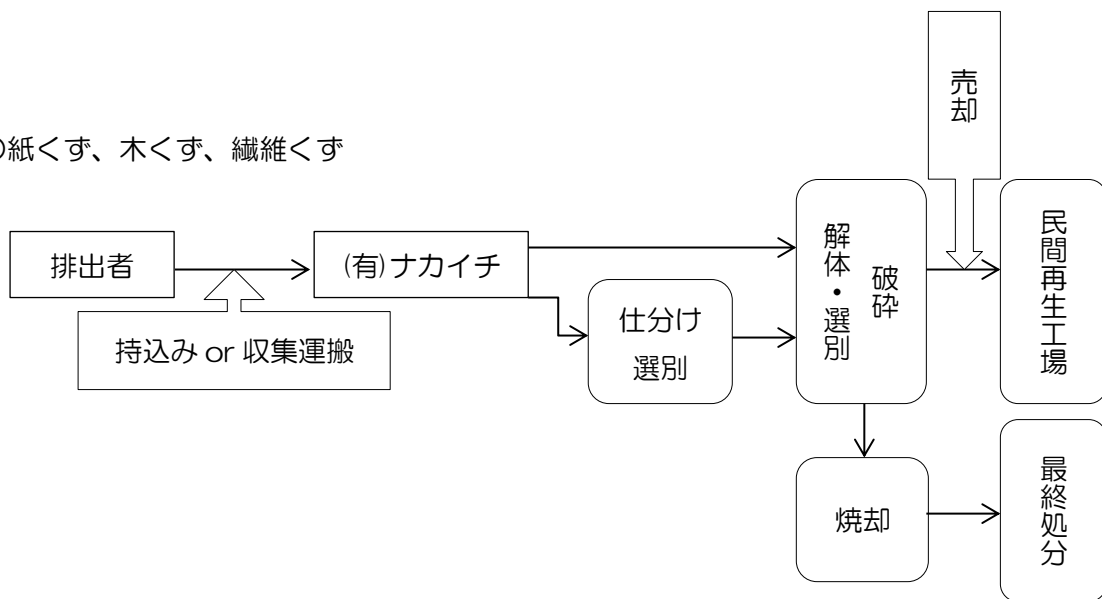 売却
の紙くず、木くず、繊維くず
排出者
(有)ナカイチ
持込み or 収集運搬
仕分け
選別
破砕
解体・選別
民間再生工場
焼却
最終処分